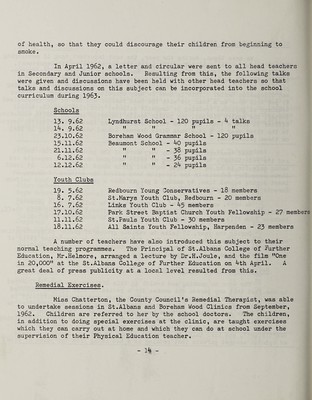 of health, so that they could discourage their children from beginning to
smoke.
In April 1962, a letter and circular were sent to all head teachers
in Secondary and Junior schools. Resulting from this, the following talks
were given and discussions have been held with other head teachers so that
talks and discussions on this subject can be incorporated into the school
curriculum during 1963.
Schools
13. 9.62 Lyndhurst School - 120 pupils - 4 talks
14. 9.62 " " " "
23.10.62 Boreham Wood Grammar School - 120 pupils
15.11.62 Beaumont School - 40 pupils
21.11.62 " " - 38 pupils
6.12.62 " " - 36 pupils
12.12.62 " " - 24 pupils
Youth Clubs
19. 5.62 Redbourn Young Conservatives - 18 members
8. 7.62 St.Marys Youth Club, Redbourn - 20 members
16. 7.62 Links Youth Club - 45 members
17.10.62 Park Street Baptist Church Youth Fellowship - 27 members
11.11.62 St.Pauls Youth Club - 30 members
18.11.62 All Saints Youth Fellowship, Harpenden - 23 members
A number of teachers have also introduced this subject to their
normal teaching programmes. The Principal of St.Albans College of Further
Education, Mr.Melmore, arranged a lecture by Dr.H.Joule, and the film "One
in 20,000" at the St.Albans College of Further Education on 4th April. A
great deal of press publicity at a local level resulted from this.
Remedial Exercises.
Miss Chatterton, the County Council's Remedial Therapist, was able
to undertake sessions in St.Albans and Boreham Wood Clinics from September,
1962. Children are referred to her by the school doctors. The children,
in addition to doing special exercises at the clinic, are taught exercises
which they can carry out at home and which they can do at school under the
supervision of their Physical Education teacher.
- 14 -